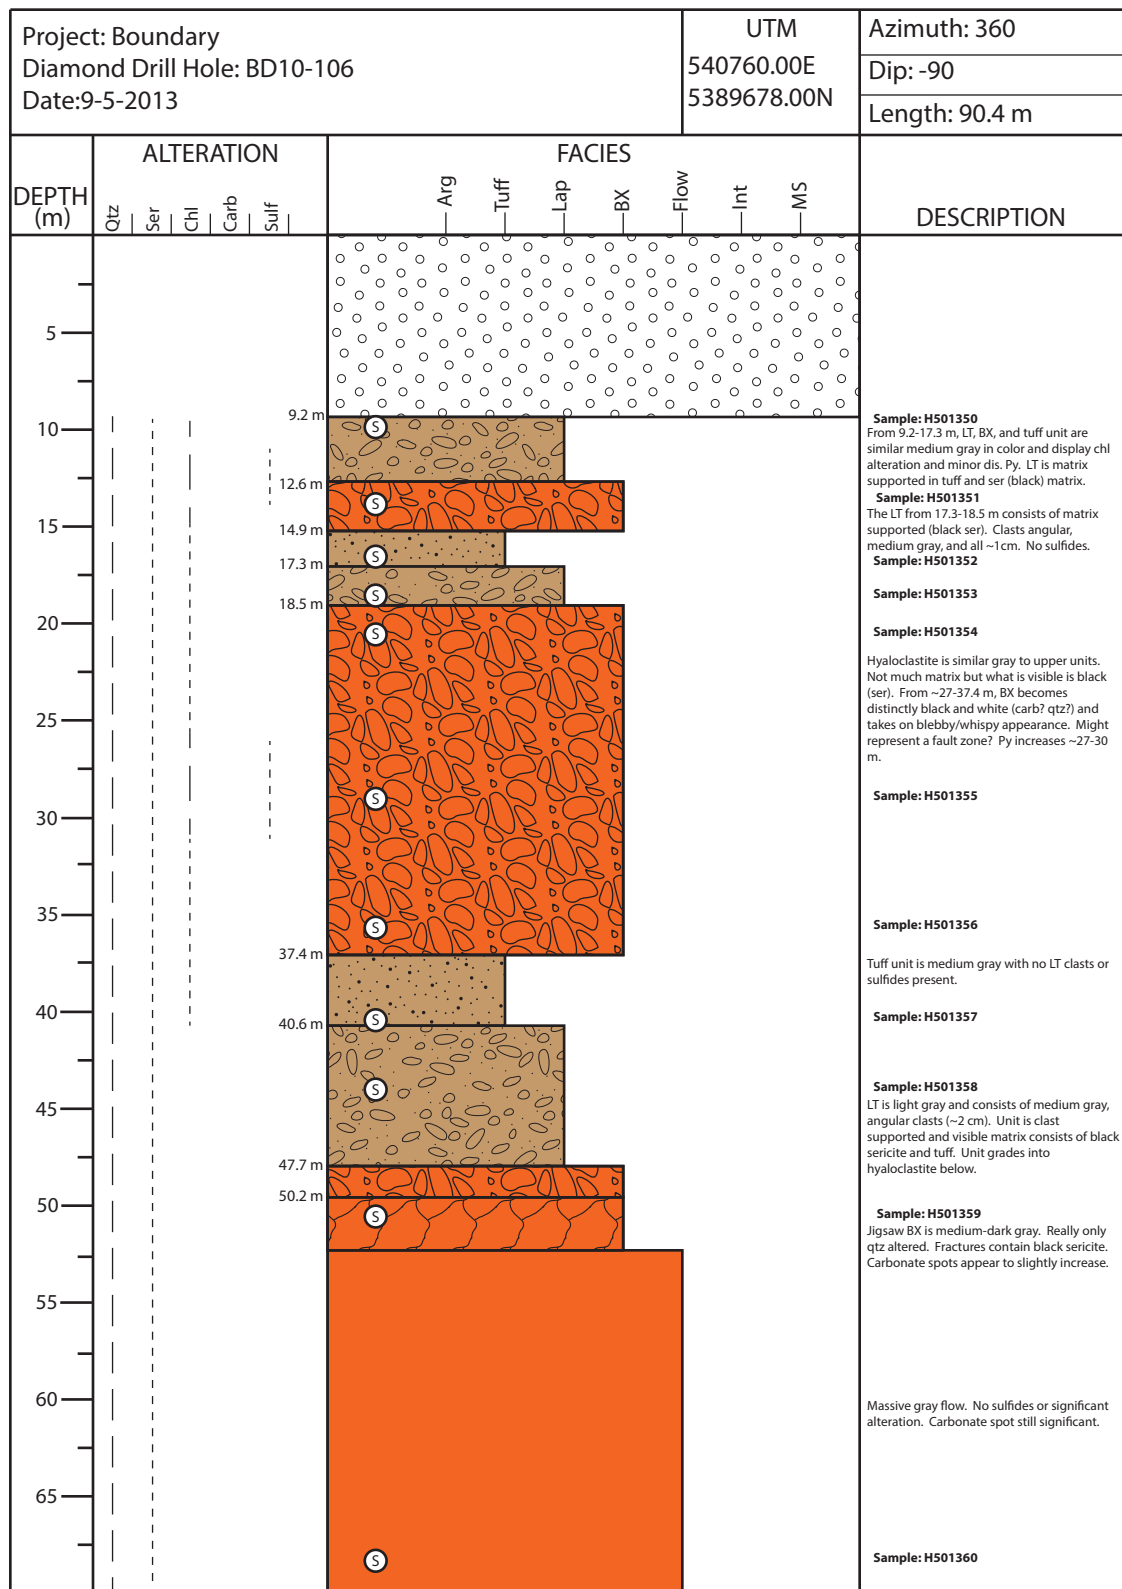 Project: Boundary
Diamond Drill Hole: BD10-106
Date:9-5-2013
UTM
540760.00E
5389678.00N
Azimuth: 360
Dip: -90
Length: 90.4 m
DEPTH
(m)
ALTERATION
Qtz
Ser
Chl
Carb
Sulf
FACIES
Arg
Tuff
Lap
BX
Flow
Int
MS
DESCRIPTION
5
10
15
20
25
30
35
40
45
50
55
60
65
9.2 m
12.6 m
14.9 m
17.3 m
18.5 m
37.4 m
40.6 m
47.7 m
50.2 m
S
S
S
S
S
S
S
S
S
S
S
Sample: H501350
From 9.2-17.3 m, LT, BX, and tuff unit are
similar medium gray in color and display chl
alteration and minor dis. Py. LT is matrix
supported in tuff and ser (black) matrix.
Sample: H501351
The LT from 17.3-18.5 m consists of matrix
supported (black ser). Clasts angular,
medium gray, and all ~1cm. No sulfides.
Sample: H501352
Sample: H501353
Sample: H501354
Hyaloclastite is similar gray to upper units.
Not much matrix but what is visible is black
(ser). From ~27-37.4 m, BX becomes
distinctly black and white (carb? qtz?) and
takes on blebby/whispy appearance. Might
represent a fault zone? Py increases ~27-30
m.
Sample: H501355
Sample: H501356
Tuff unit is medium gray with no LT clasts or
sulfides present.
Sample: H501357
Sample: H501358
LT is light gray and consists of medium gray,
angular clasts (~2 cm). Unit is clast
supported and visible matrix consists of black
sericite and tuff. Unit grades into
hyaloclastite below.
Sample: H501359
Jigsaw BX is medium-dark gray. Really only
qtz altered. Fractures contain black sericite.
Carbonate spots appear to slightly increase.
Massive gray flow. No sulfides or significant
alteration. Carbonate spot still significant.
Sample: H501360